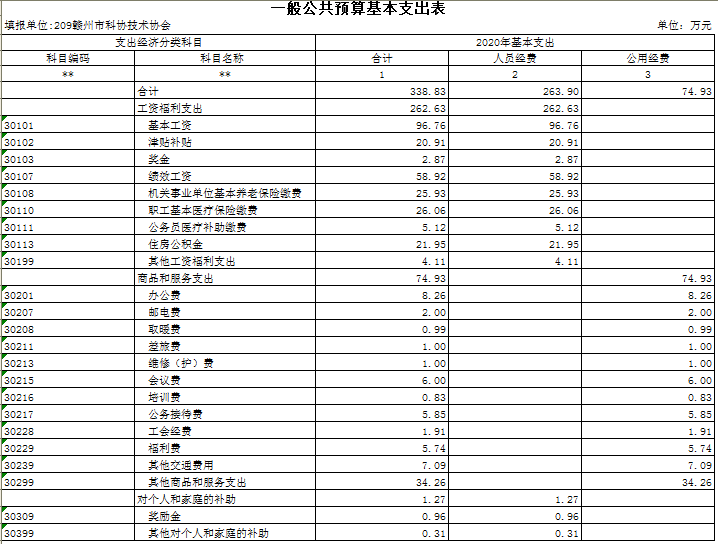 一般公共预算基本支出表
填报单位:209赣州市科协技术协会 单位：万元
支出经济分类科目 2020年基本支出
科目编码 科目名称 合计 人员经费 公用经费
** ** 1 2 3
合计 338.83 263.90 74.93
工资福利支出 262.63 262.63
30101 基本工资 96.76 96.76
30102 津贴补贴 20.91 20.91
30103 奖金 2.87 2.87
30107 绩效工资 58.92 58.92
30108 机关事业单位基本养老保险缴费 25.93 25.93
30110 职工基本医疗保险缴费 26.06 26.06
30111 公务员医疗补助缴费 5.12 5.12
30113 住房公积金 21.95 21.95
30199 其他工资福利支出 4.11 4.11
商品和服务支出 74.93 74.93
30201 办公费 8.26 8.26
30207 邮电费 2.00 2.00
30208 取暖费 0.99 0.99
30211 差旅费 1.00 1.00
30213 维修（护）费 1.00 1.00
30215 会议费 6.00 6.00
30216 培训费 0.83 0.83
30217 公务接待费 5.85 5.85
30228 工会经费 1.91 1.91
30229 福利费 5.74 5.74
30239 其他交通费用 7.09 7.09
30299 其他商品和服务支出 34.26 34.26
对个人和家庭的补助 1.27 1.27
30309 奖励金 0.96 0.96
30399 其他对个人和家庭的补助 0.31 0.31